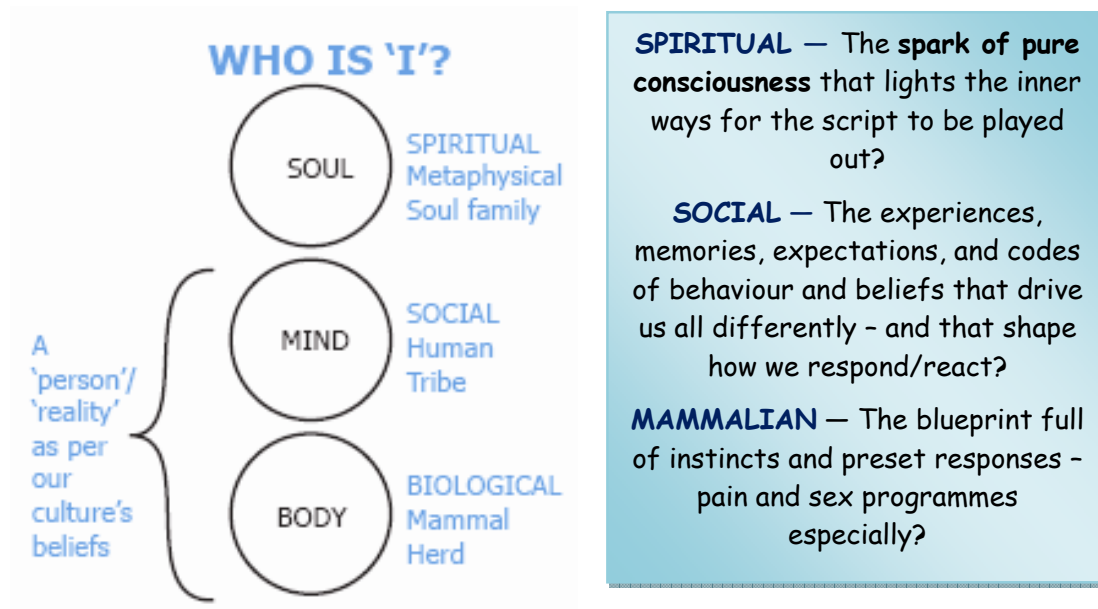 WHO IS ‘I’?
SOUL
SPIRITUAL
Metaphysical
Soul family
MIND
SOCIAL
Human
Tribe
A
‘person’/
‘reality’
as per
our
culture’s
beliefs
BODY
BIOLOGICAL
Mammal
Herd
SPIRITUAL — The spark of pure
consciousness that lights the inner
ways for the script to be played
out?
SOCIAL — The experiences,
memories, expectations, and codes
of behaviour and beliefs that drive
us all differently – and that shape
how we respond/react?
MAMMALIAN — The blueprint full
of instincts and preset responses –
pain and sex programmes
especially?